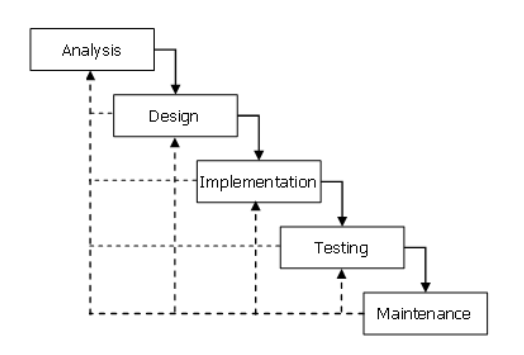 Analysis
Design
Implementation
Testing
Maintenance